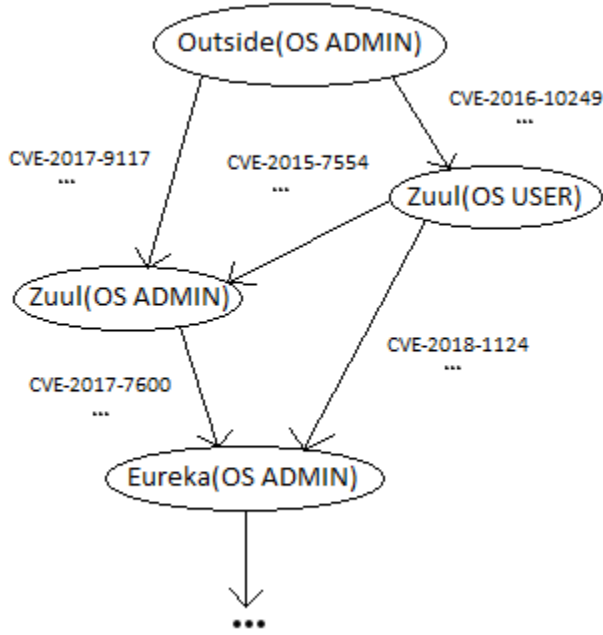 Outside(OS ADMIN)
CVE-2016-10249
...
CVE-2017-9117
...
CVE-2015-7554
...
Zuul(OS USER)
Zuul(OS ADMIN)
CVE-2018-1124
...
CVE-2017-7600
...
Eureka(OS ADMIN)
...